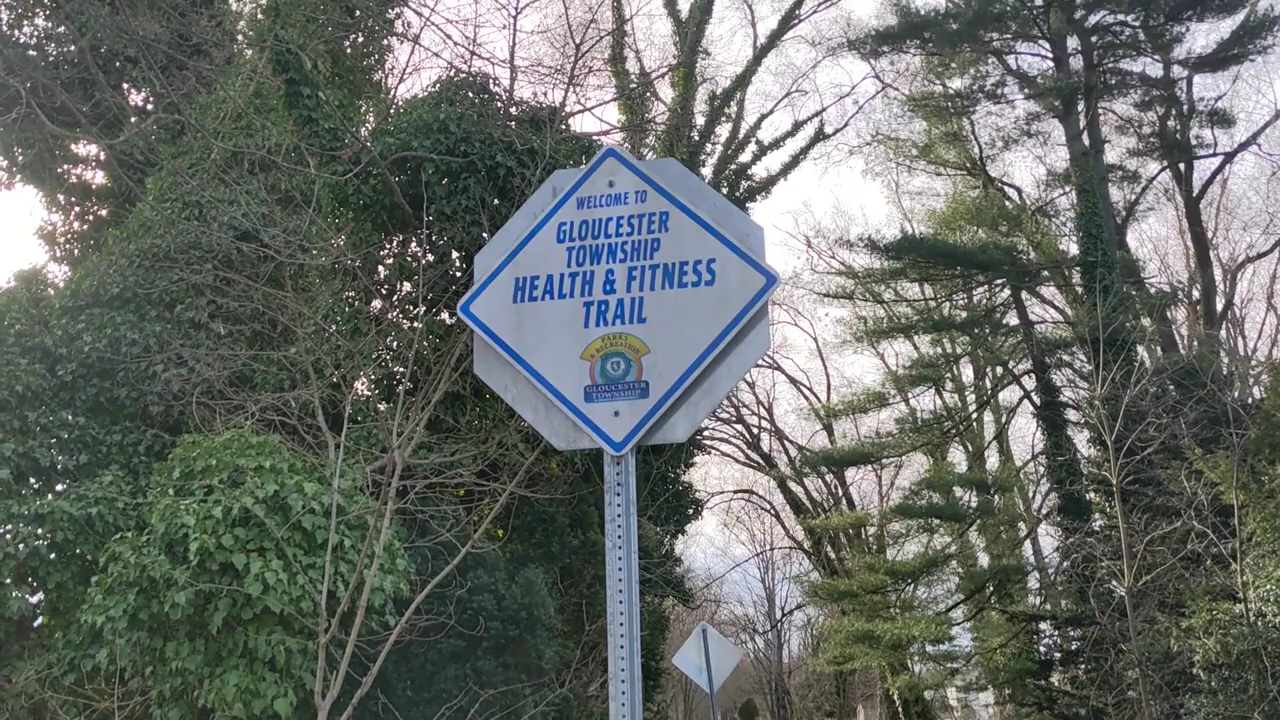 WELCOME TO
GLOUCESTER
TOWNSHIP
HEALTH & FITNESS
TRAIL
PARKS
& RECREATION
GLOUCESTER
TOWNSHIP